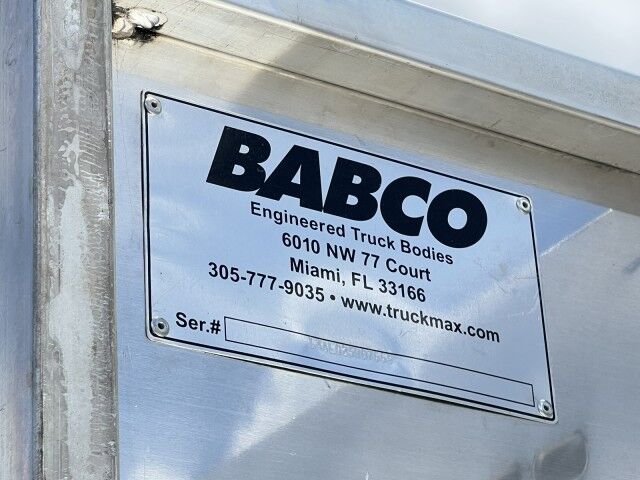 BABCO
Engineered Truck Bodies
6010 NW 77 Court
Miami, FL 33166
305-777-9035 • www.truckmax.com
Ser.#